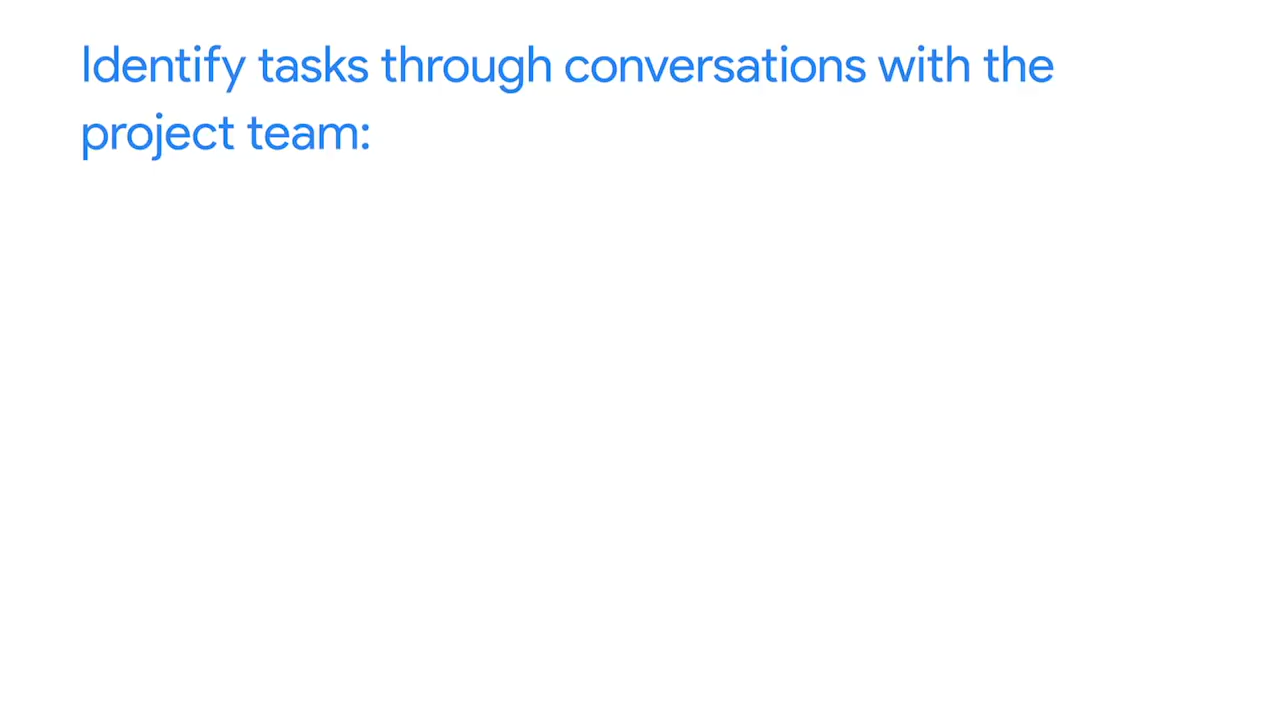 Identify tasks through conversations with the
project team: